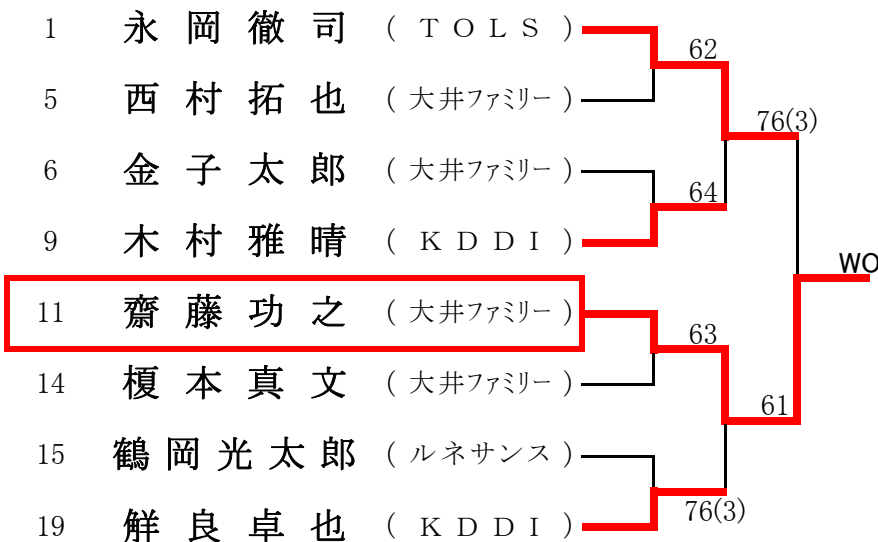 1 永岡徹司 (TOLS)
62
5 西村拓也 (大井ファミリー)
76(3)
6 金子太郎 (大井ファミリー)
64
9 木村雅晴 (KDDI)
WO
11 齋藤功之 (大井ファミリー)
63
14 榎本真文 (大井ファミリー)
61
15 鶴岡光太郎 (ルネサンス)
76(3)
19 鮮良卓也 (KDDI)